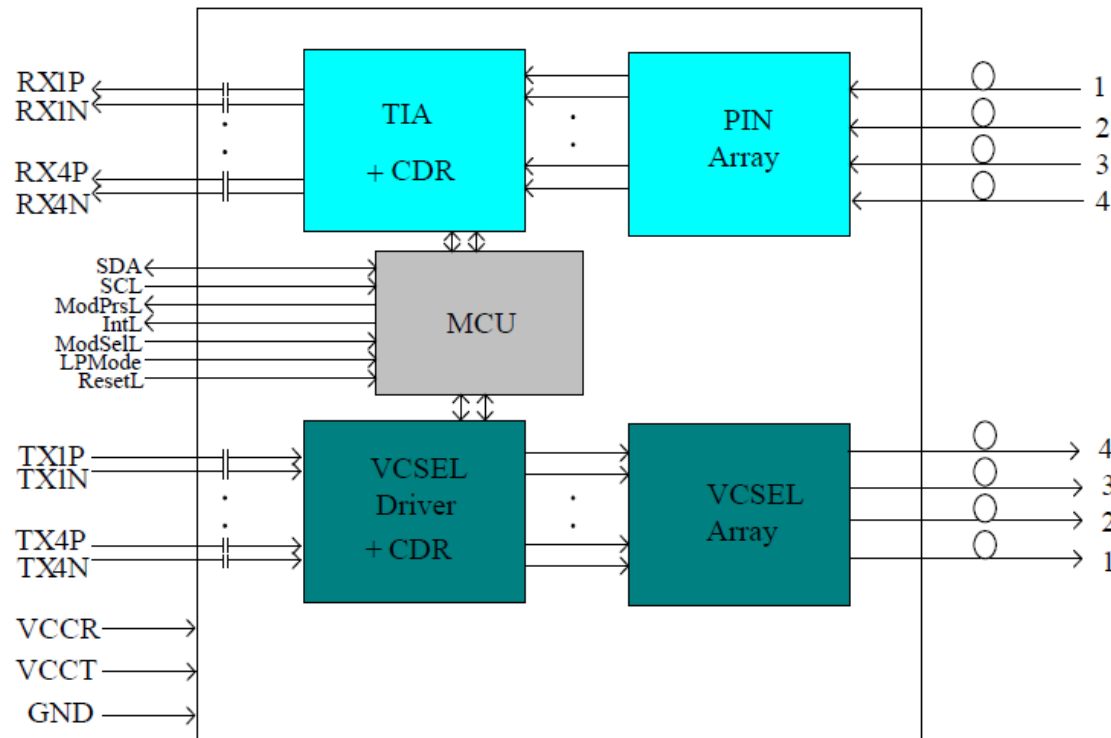 RX1P
RX1N
RX4P
RX4N
TIA
+ CDR
PIN
Array
1
2
3
4
SDA
SCL
ModPrsL
IntL
ModSelL
LPMode
ResetL
MCU
TX1P
TX1N
TX4P
TX4N
VCSEL
Driver
+ CDR
VCSEL
Array
4
3
2
1
VCCR
VCCT
GND